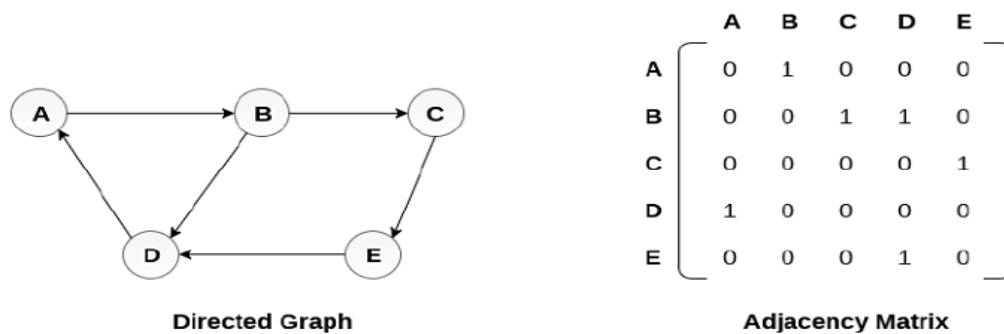 A B C D E
A B C
D E
A 0 1 0 0 0
B 0 0 1 1 0
C 0 0 0 0 1
D 1 0 0 0 0
E 0 0 0 1 0
Directed Graph
Adjacency Matrix